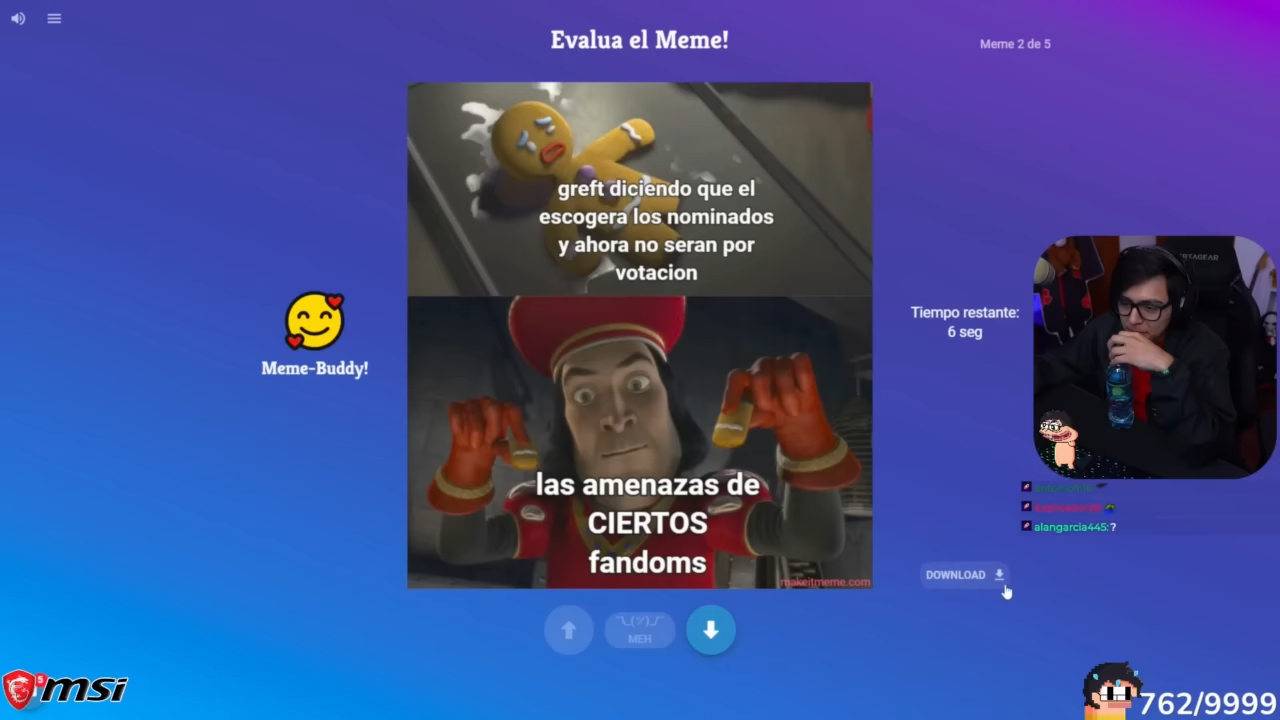 Evalua el Meme!
Meme 2 de 5
greft diciendo que el
escogera los nominados
y ahora no seran por
votacion
Meme-Buddy!
Tiempo restante:
6 seg
las amenazas de
CIERTOS
fandoms
makeitmeme.com
alangarcia445: ?
DOWNLOAD
¯\_(ツ)_/¯
MEH
5
msi
762/9999